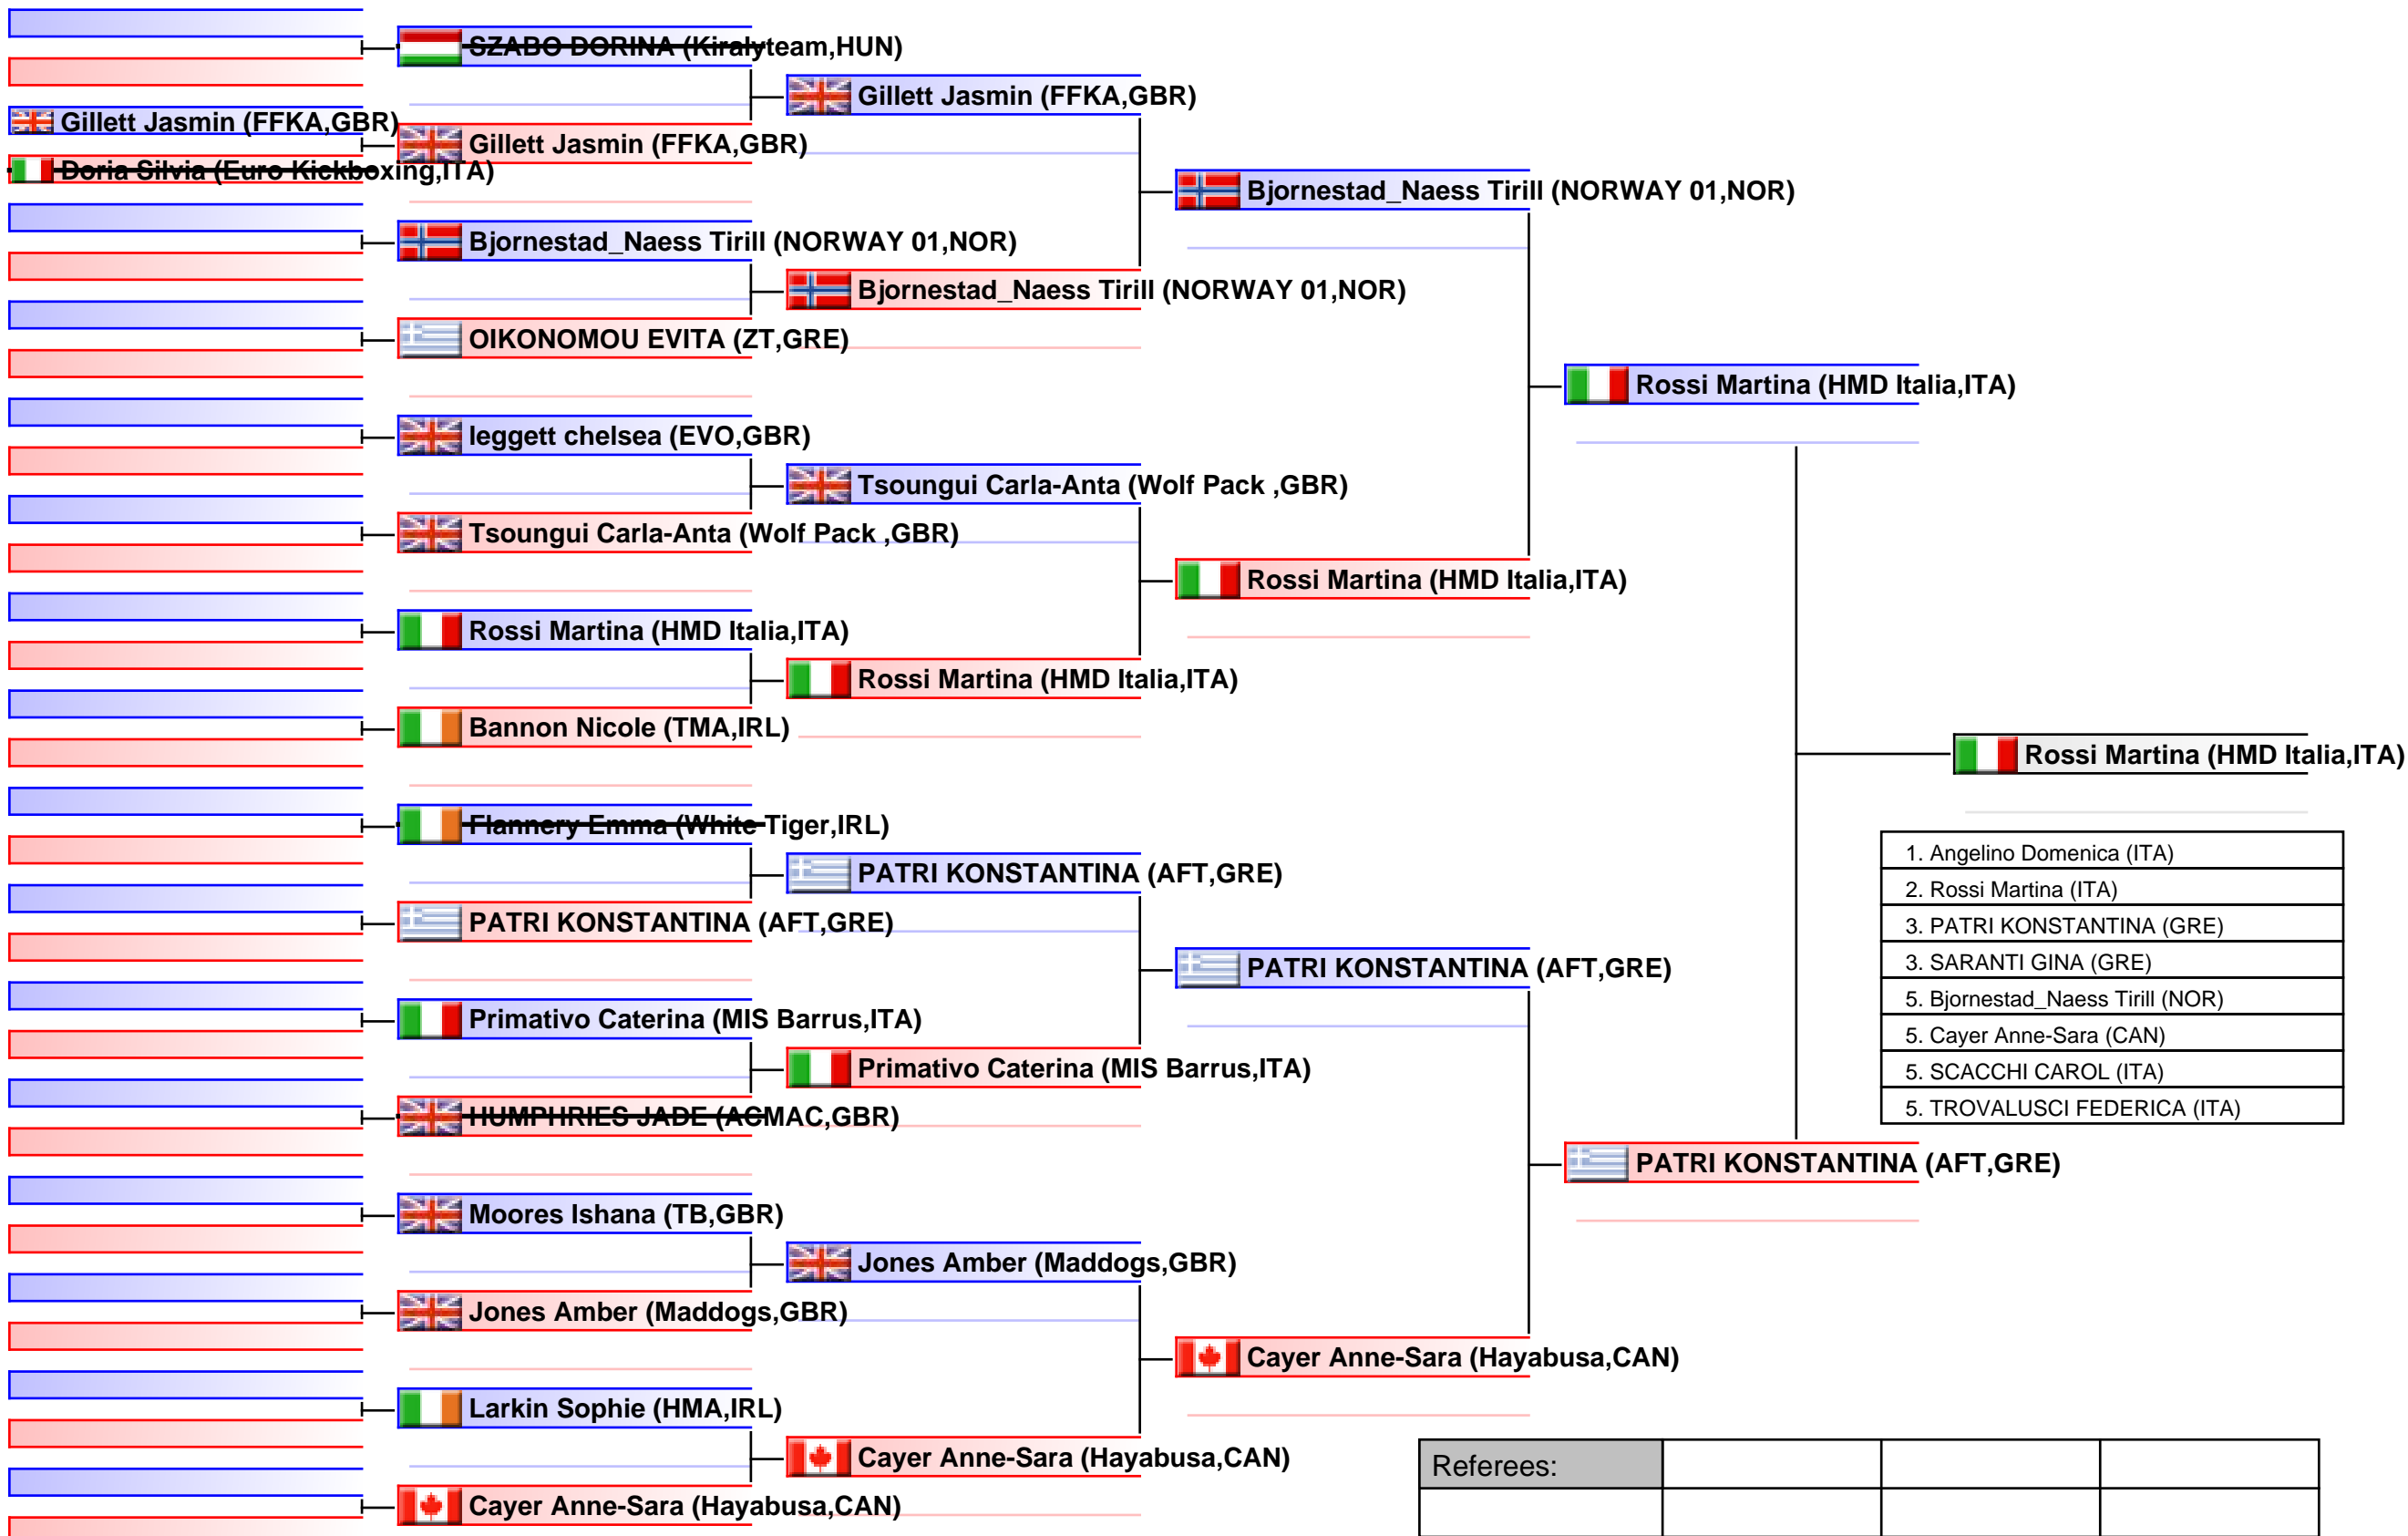 Gillett Jasmin (FFKA,GBR)
Doria Silvia (Euro Kickboxing,ITA)
SZABO DORINA (Kiralyteam,HUN)
Gillett Jasmin (FFKA,GBR)
Bjornestad_Naess Tirill (NORWAY 01,NOR)
OIKONOMOU EVITA (ZT,GRE)
leggett chelsea (EVO,GBR)
Tsoungui Carla-Anta (Wolf Pack ,GBR)
Rossi Martina (HMD Italia,ITA)
Bannon Nicole (TMA,IRL)
Flannery Emma (White Tiger,IRL)
PATRI KONSTANTINA (AFT,GRE)
Primativo Caterina (MIS Barrus,ITA)
HUMPHRIES JADE (ACMAC,GBR)
Moores Ishana (TB,GBR)
Jones Amber (Maddogs,GBR)
Larkin Sophie (HMA,IRL)
Cayer Anne-Sara (Hayabusa,CAN)
Gillett Jasmin (FFKA,GBR)
Bjornestad_Naess Tirill (NORWAY 01,NOR)
Tsoungui Carla-Anta (Wolf Pack ,GBR)
Rossi Martina (HMD Italia,ITA)
PATRI KONSTANTINA (AFT,GRE)
Primativo Caterina (MIS Barrus,ITA)
Jones Amber (Maddogs,GBR)
Cayer Anne-Sara (Hayabusa,CAN)
Bjornestad_Naess Tirill (NORWAY 01,NOR)
Rossi Martina (HMD Italia,ITA)
PATRI KONSTANTINA (AFT,GRE)
Cayer Anne-Sara (Hayabusa,CAN)
Rossi Martina (HMD Italia,ITA)
PATRI KONSTANTINA (AFT,GRE)
Rossi Martina (HMD Italia,ITA)
1. Angelino Domenica (ITA)
2. Rossi Martina (ITA)
3. PATRI KONSTANTINA (GRE)
3. SARANTI GINA (GRE)
5. Bjornestad_Naess Tirill (NOR)
5. Cayer Anne-Sara (CAN)
5. SCACCHI CAROL (ITA)
5. TROVALUSCI FEDERICA (ITA)
Referees: